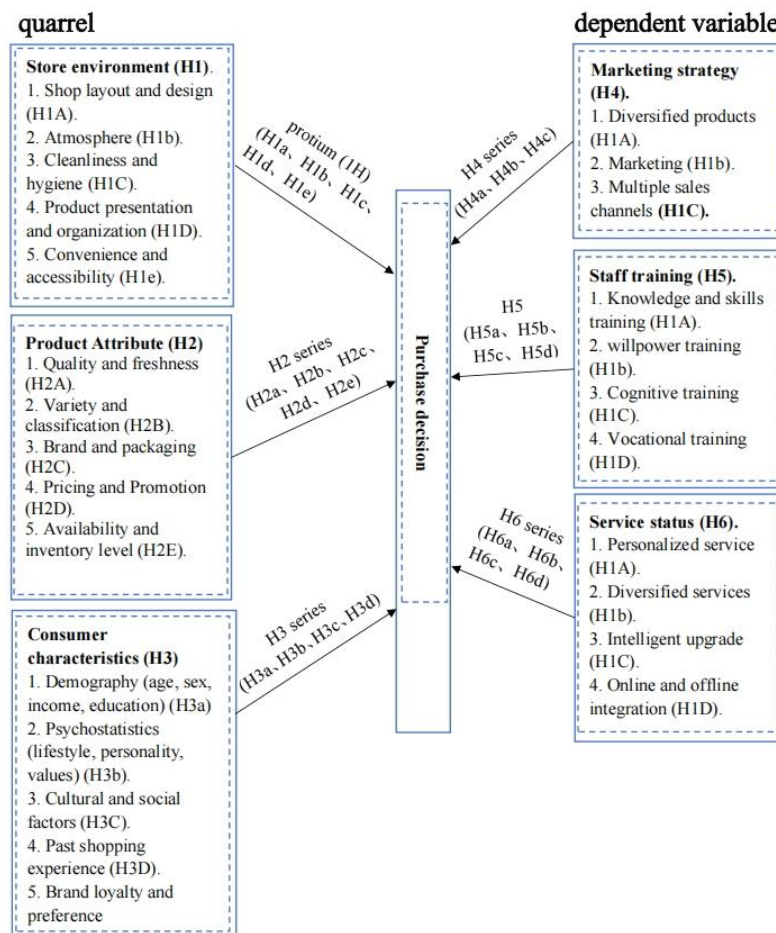 quarrel
dependent variable
Store environment (H1).
1. Shop layout and design
(H1A).
2. Atmosphere (H1b).
3. Cleanliness and
hygiene (H1C).
4. Product presentation
and organization (H1D).
5. Convenience and
accessibility (H1e).
protium (1H)
(H1a、H1b、H1c、
H1d、H1e)
Product Attribute (H2)
1. Quality and freshness
(H2A).
2. Variety and
classification (H2B).
3. Brand and packaging
(H2C).
4. Pricing and Promotion
(H2D).
5. Availability and
inventory level (H2E).
H2 series
(H2a、H2b、H2c、
H2d、H2e)
Consumer
characteristics (H3)
1. Demography (age, sex,
income, education) (H3a)
2. Psychostatistics
(lifestyle, personality,
values) (H3b).
3. Cultural and social
factors (H3C).
4. Past shopping
experience (H3D).
5. Brand loyalty and
preference
H3 series
(H3a、H3b、H3c、H3d)
Purchase decision
H4 series
(H4a、H4b、H4c)
Marketing strategy
(H4).
1. Diversified products
(H1A).
2. Marketing (H1b).
3. Multiple sales
channels (H1C).
H5
(H5a、H5b、
H5c、H5d)
Staff training (H5).
1. Knowledge and skills
training (H1A).
2. willpower training
(H1b).
3. Cognitive training
(H1C).
4. Vocational training
(H1D).
H6 series
(H6a、H6b、
H6c、H6d)
Service status (H6).
1. Personalized service
(H1A).
2. Diversified services
(H1b).
3. Intelligent upgrade
(H1C).
4. Online and offline
integration (H1D).